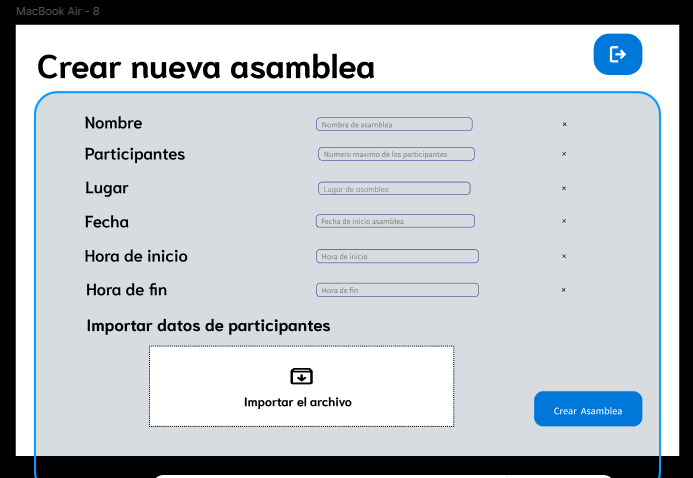 MacBook Air - 8
Crear nueva asamblea
Nombre
Nombre de asamblea
×
Participantes
Numero maximo de los participantes
×
Lugar
Lugar de asamblea
×
Fecha
Fecha de inicio asamblea
×
Hora de inicio
Hora de inicio
×
Hora de fin
Hora de fin
×
Importar datos de participantes
Importar el archivo
Crear Asamblea